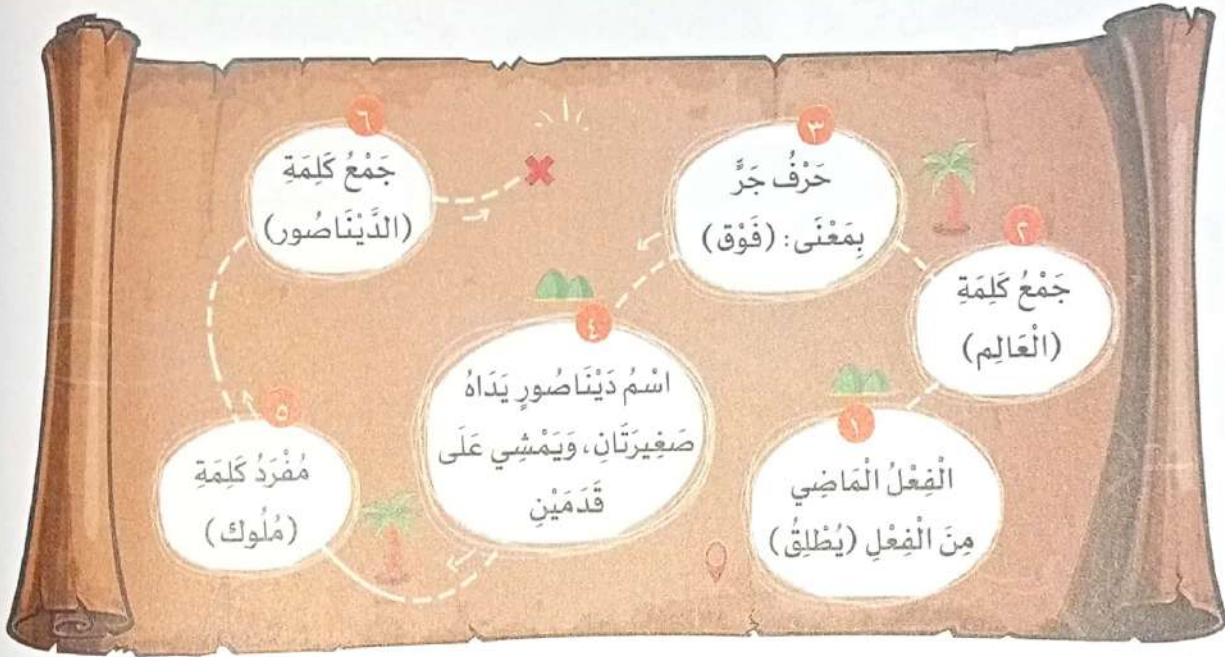 ١
الْفِعْلُ الْمَاضِي
مِنَ الْفِعْلِ (يُطْلِقُ)
٢
جَمْعُ كَلِمَةِ
(الْعَالِم)
٣
حَرْفُ جَرٍّ
بِمَعْنَى: (فَوْق)
٤
اسْمُ دَيْنَاصُورٍ يَدَاهُ
صَغِيرَتَانِ، وَيَمْشِي عَلَى
قَدَمَيْنِ
٥
مُفْرَدُ كَلِمَةِ
(مُلُوك)
٦
جَمْعُ كَلِمَةِ
(الدَّيْنَاصُور)